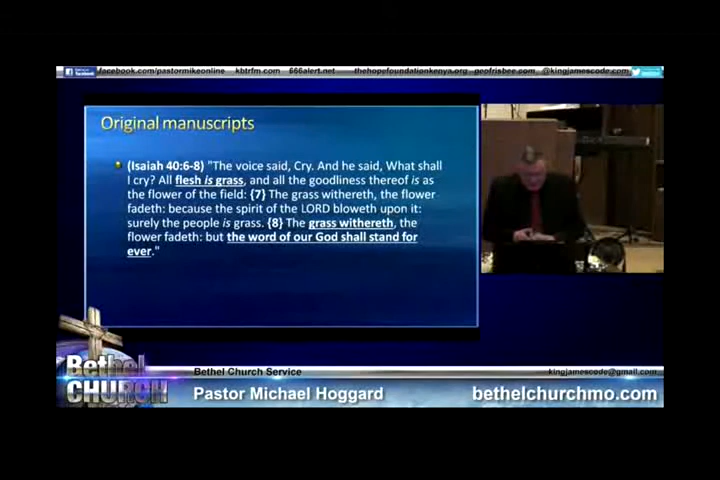 facebook.com/pastormikeonline kbtrfm.com 666alert.net thehopefoundationkenya.org geofrisbee.com @kingjamescode.com
Original manuscripts
(Isaiah 40:6-8) "The voice said, Cry. And he said, What shall
I cry? All flesh is grass, and all the goodliness thereof is as
the flower of the field: {7} The grass withereth, the flower
fadeth: because the spirit of the LORD bloweth upon it:
surely the people is grass. {8} The grass withereth, the
flower fadeth: but the word of our God shall stand for
ever."
Bethel
CHURCH
Bethel Church Service
kingjamescode@gmail.com
Pastor Michael Hoggard
bethelchurchmo.com